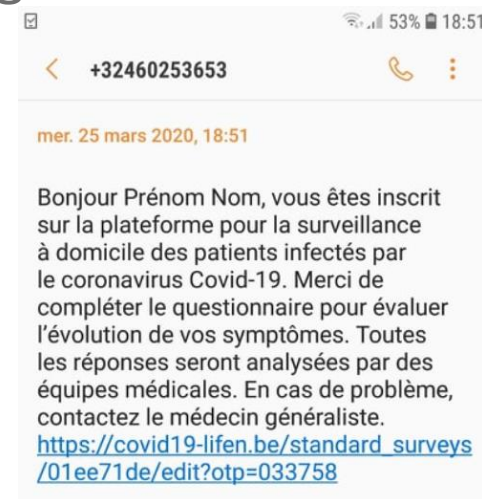 53% 18:51
+32460253653
mer. 25 mars 2020, 18:51
Bonjour Prénom Nom, vous êtes inscrit
sur la plateforme pour la surveillance
à domicile des patients infectés par
le coronavirus Covid-19. Merci de
compléter le questionnaire pour évaluer
l'évolution de vos symptômes. Toutes
les réponses seront analysées par des
équipes médicales. En cas de problème,
contactez le médecin généraliste.
https://covid19-lifen.be/standard_surveys
/01ee71de/edit?otp=033758